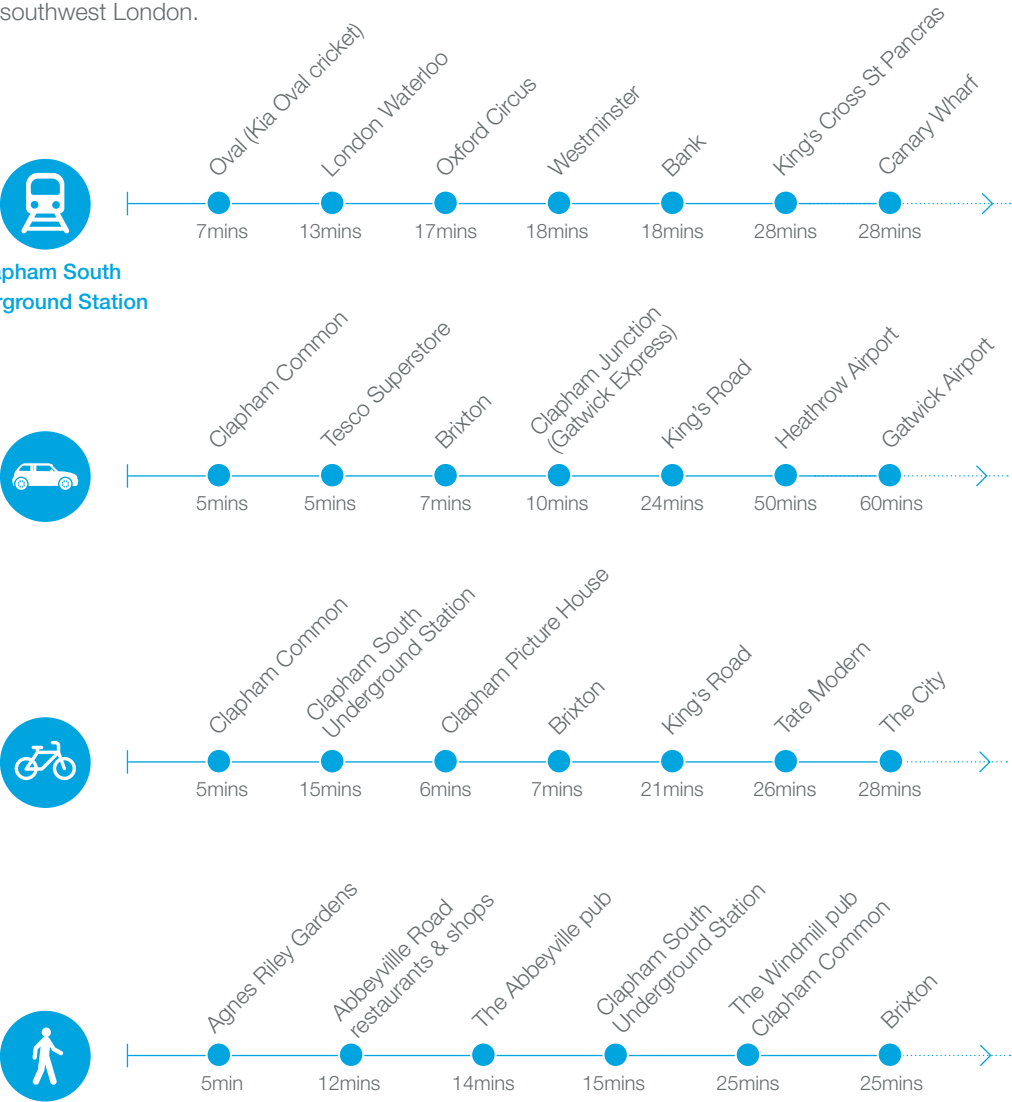 southwest London.
Oval (Kia Oval cricket)
London Waterloo
Oxford Circus
Westminster
Bank
King's Cross St Pancras
Canary Wharf
7mins
13mins
17mins
18mins
18mins
28mins
28mins
apham South
rground Station
Clapham Common
Tesco Superstore
Brixton
Clapham Junction
(Gatwick Express)
King's Road
Heathrow Airport
Gatwick Airport
5mins
5mins
7mins
10mins
24mins
50mins
60mins
Clapham Common
Clapham South
Underground Station
Clapham Picture House
Brixton
King's Road
Tate Modern
The City
5mins
15mins
6mins
7mins
21mins
26mins
28mins
Agnes Riley Gardens
Abbeyvillle Road
restaurants & shops
The Abbeyville pub
Clapham South
Underground Station
The Windmill pub
Clapham Common
Brixton
5min
12mins
14mins
15mins
25mins
25mins